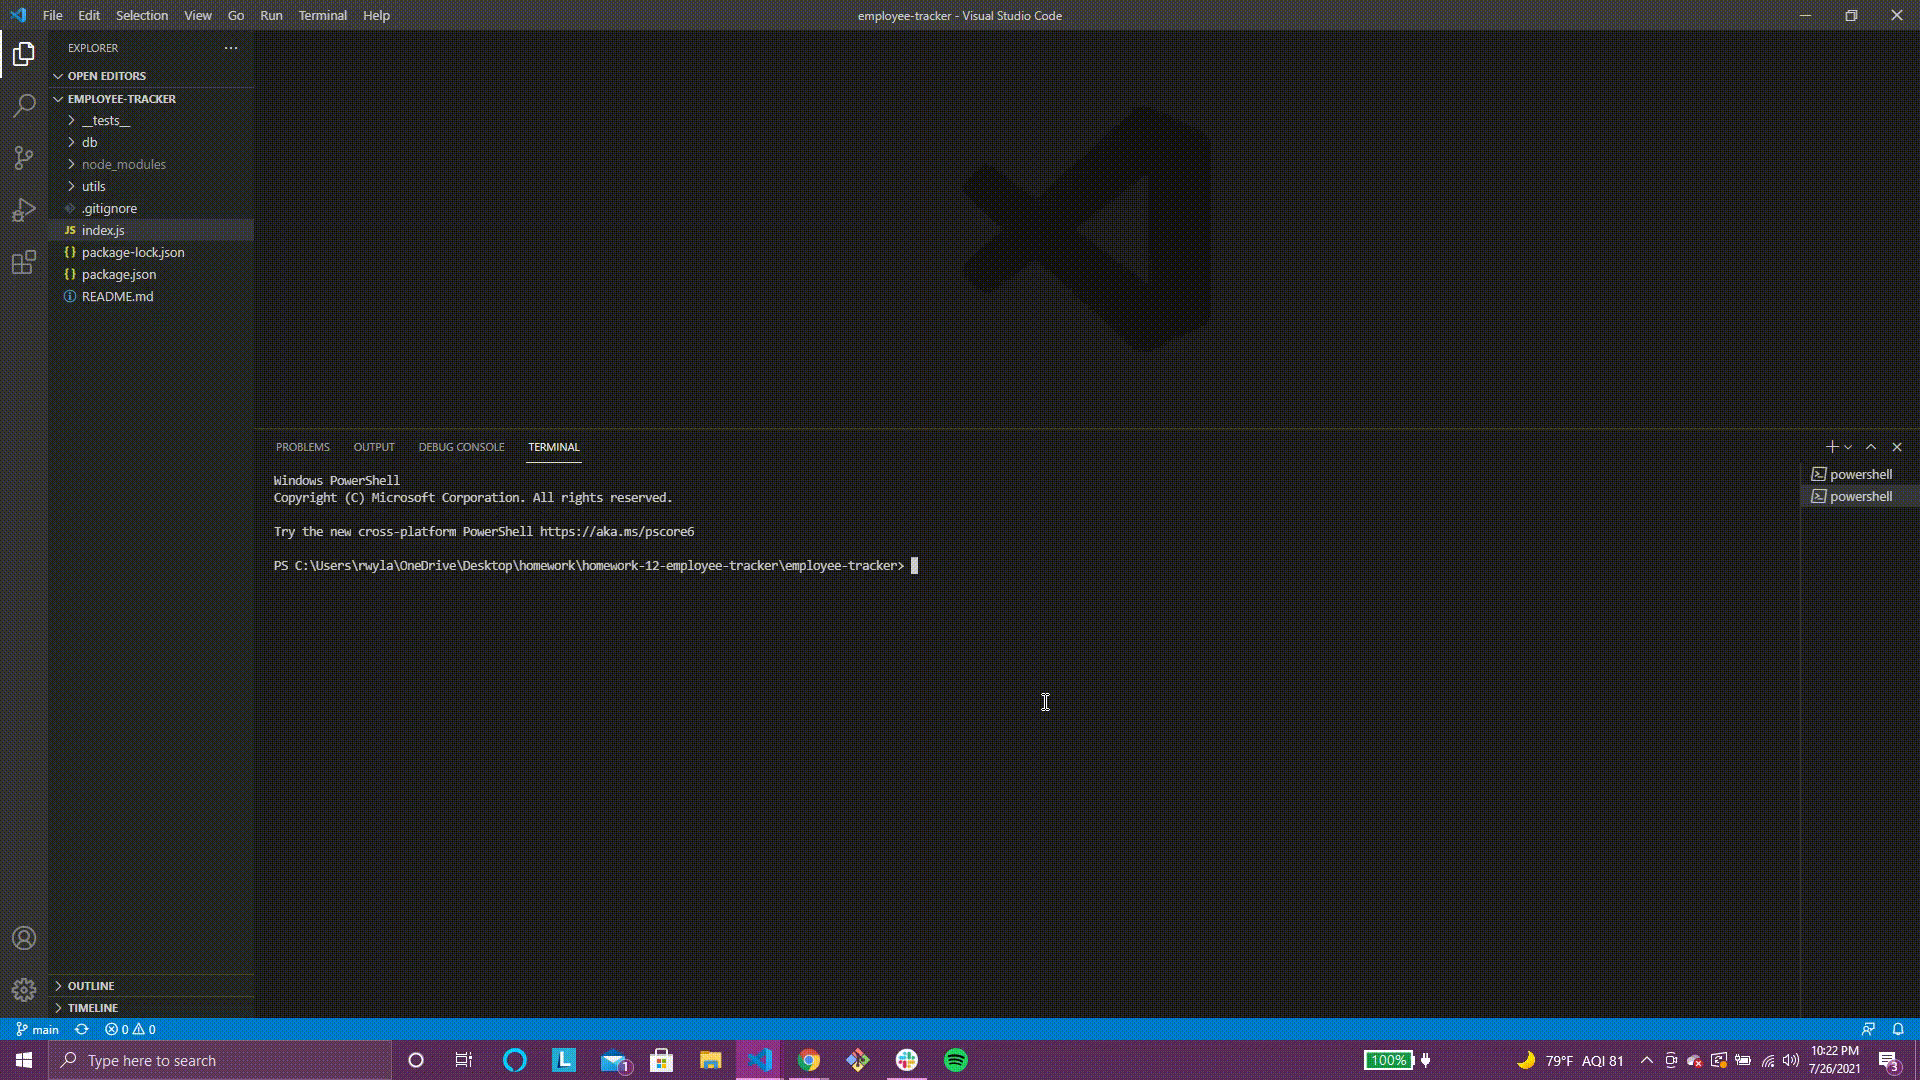 File Edit Selection View Go Run Terminal Help
employee-tracker - Visual Studio Code
EXPLORER
OPEN EDITORS
EMPLOYEE-TRACKER
__tests__
db
node_modules
utils
.gitignore
JS index.js
{} package-lock.json
{} package.json
README.md
PROBLEMS OUTPUT DEBUG CONSOLE TERMINAL
powershell
powershell
Windows PowerShell
Copyright (C) Microsoft Corporation. All rights reserved.
Try the new cross-platform PowerShell https://aka.ms/pscore6
PS C:\Users\rwyla\OneDrive\Desktop\homework\homework-12-employee-tracker\employee-tracker>
OUTLINE
TIMELINE
main 0 0
Type here to search
L
1
100%
79°F AQI 81
10:22 PM
7/26/2021
3